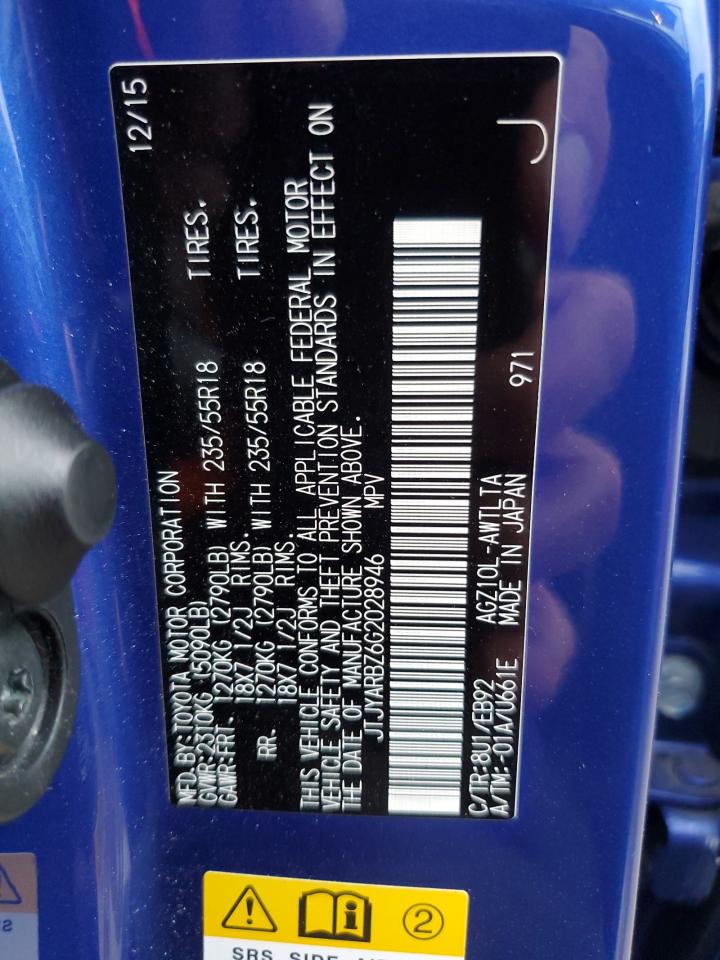 12/15
MFD.BY:TOYOTA MOTOR CORPORATION
GVWR:2310KG (5090LB)
GAWR:FRT. 1270KG (2790LB) WITH 235/55R18 TIRES.
18X7 1/2J RIMS.
RR. 1270KG (2790LB) WITH 235/55R18 TIRES.
18X7 1/2J RIMS.
THIS VEHICLE CONFORMS TO ALL APPLICABLE FEDERAL MOTOR
VEHICLE SAFETY AND THEFT PREVENTION STANDARDS IN EFFECT ON
THE DATE OF MANUFACTURE SHOWN ABOVE.
JTJYARBZ6G2028946 MPV
C/TR:8U1/EB92 AGZ10L-AWTLTA
A/TM:-01A/U661E MADE IN JAPAN 971 J
2
SRS SIDE